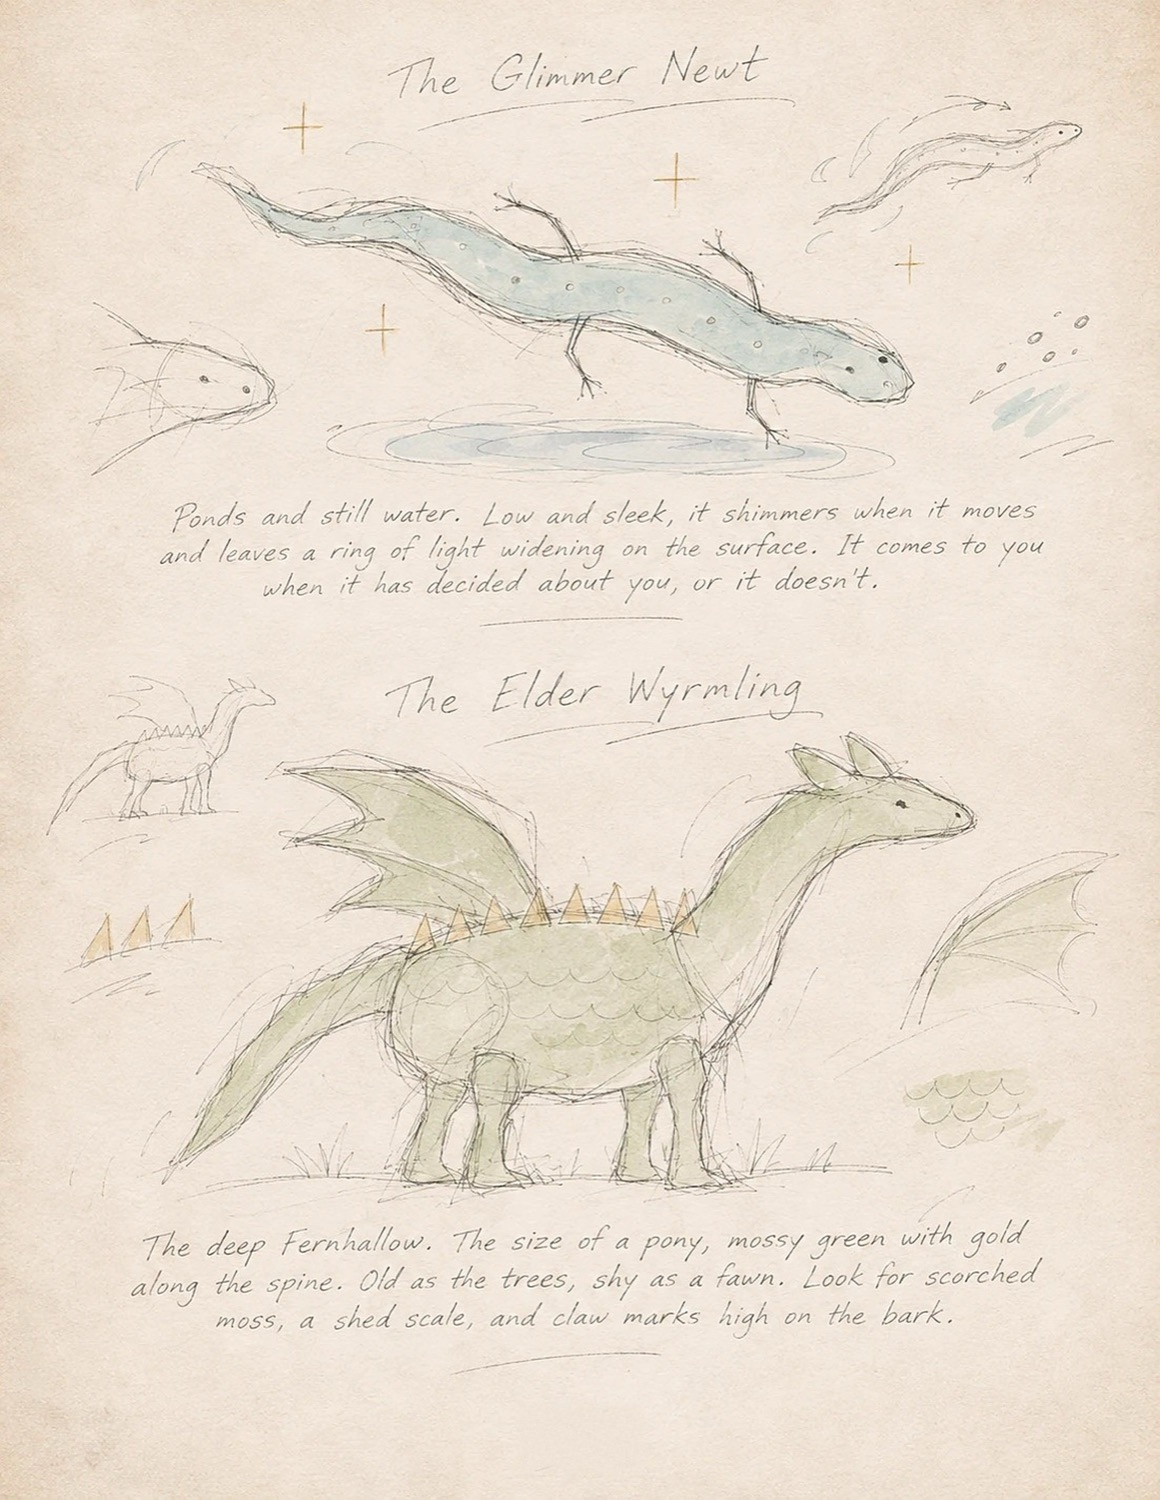 The Glimmer Newt
Ponds and still water. Low and sleek, it shimmers when it moves
and leaves a ring of light widening on the surface. It comes to you
when it has decided about you, or it doesn't.
The Elder Wyrmling
The deep Fernhallow. The size of a pony, mossy green with gold
along the spine. Old as the trees, shy as a fawn. Look for scorched
moss, a shed scale, and claw marks high on the bark.